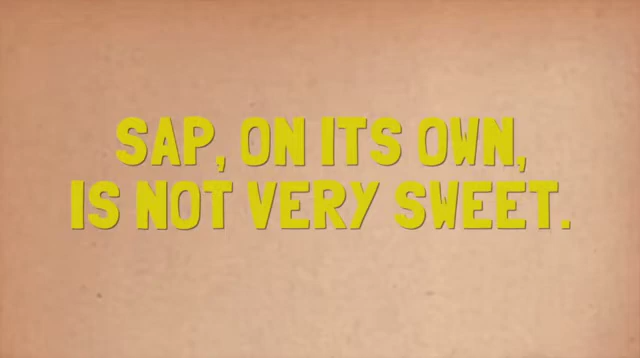 SAP, ON ITS OWN,
IS NOT VERY SWEET.